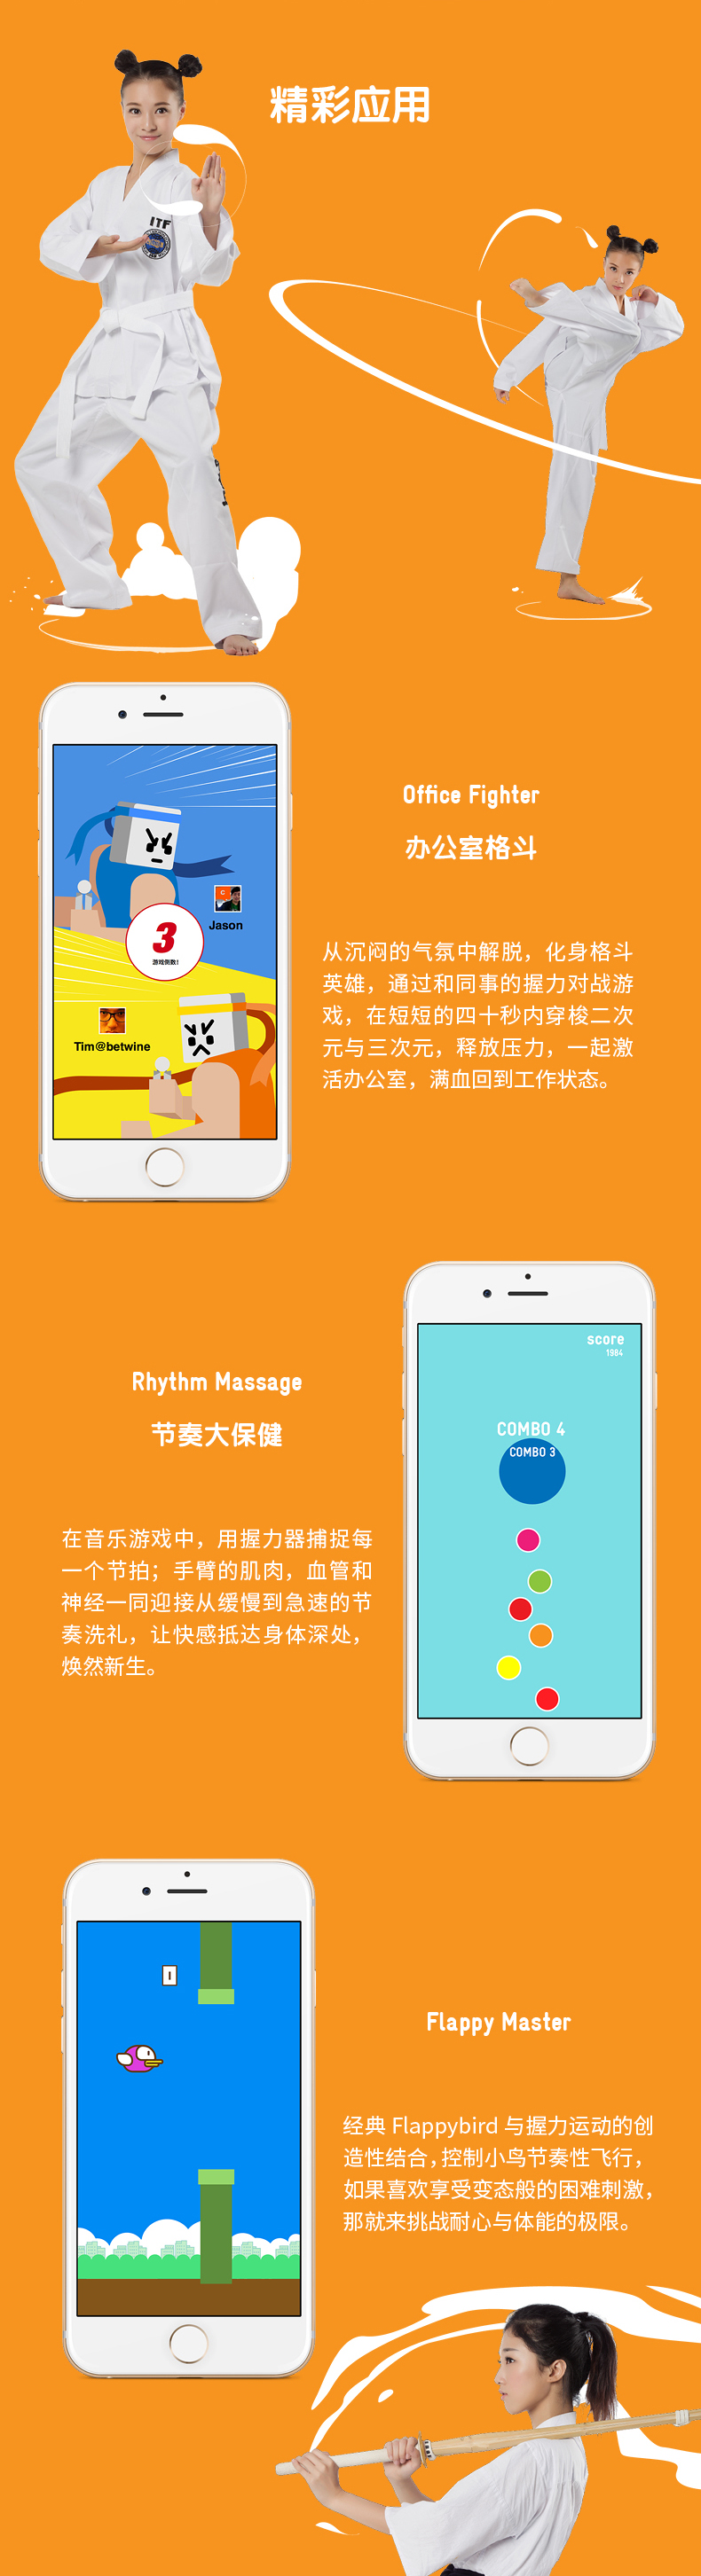 精彩应用
ITF
3
游戏倒数!
Jason
Tim@betwine
Office Fighter
办公室格斗
从沉闷的气氛中解脱，化身格斗
英雄，通过和同事的握力对战游
戏，在短短的四十秒内穿梭二次
元与三次元，释放压力，一起激
活办公室，满血回到工作状态。
Rhythm Massage
节奏大保健
在音乐游戏中，用握力器捕捉每
一个节拍；手臂的肌肉，血管和
神经一同迎接从缓慢到急速的节
奏洗礼，让快感抵达身体深处，
焕然新生。
score
1984
COMBO 4
COMBO 3
1
Flappy Master
经典 Flappybird 与握力运动的创
造性结合，控制小鸟节奏性飞行，
如果喜欢享受变态般的困难刺激，
那就来挑战耐心与体能的极限。